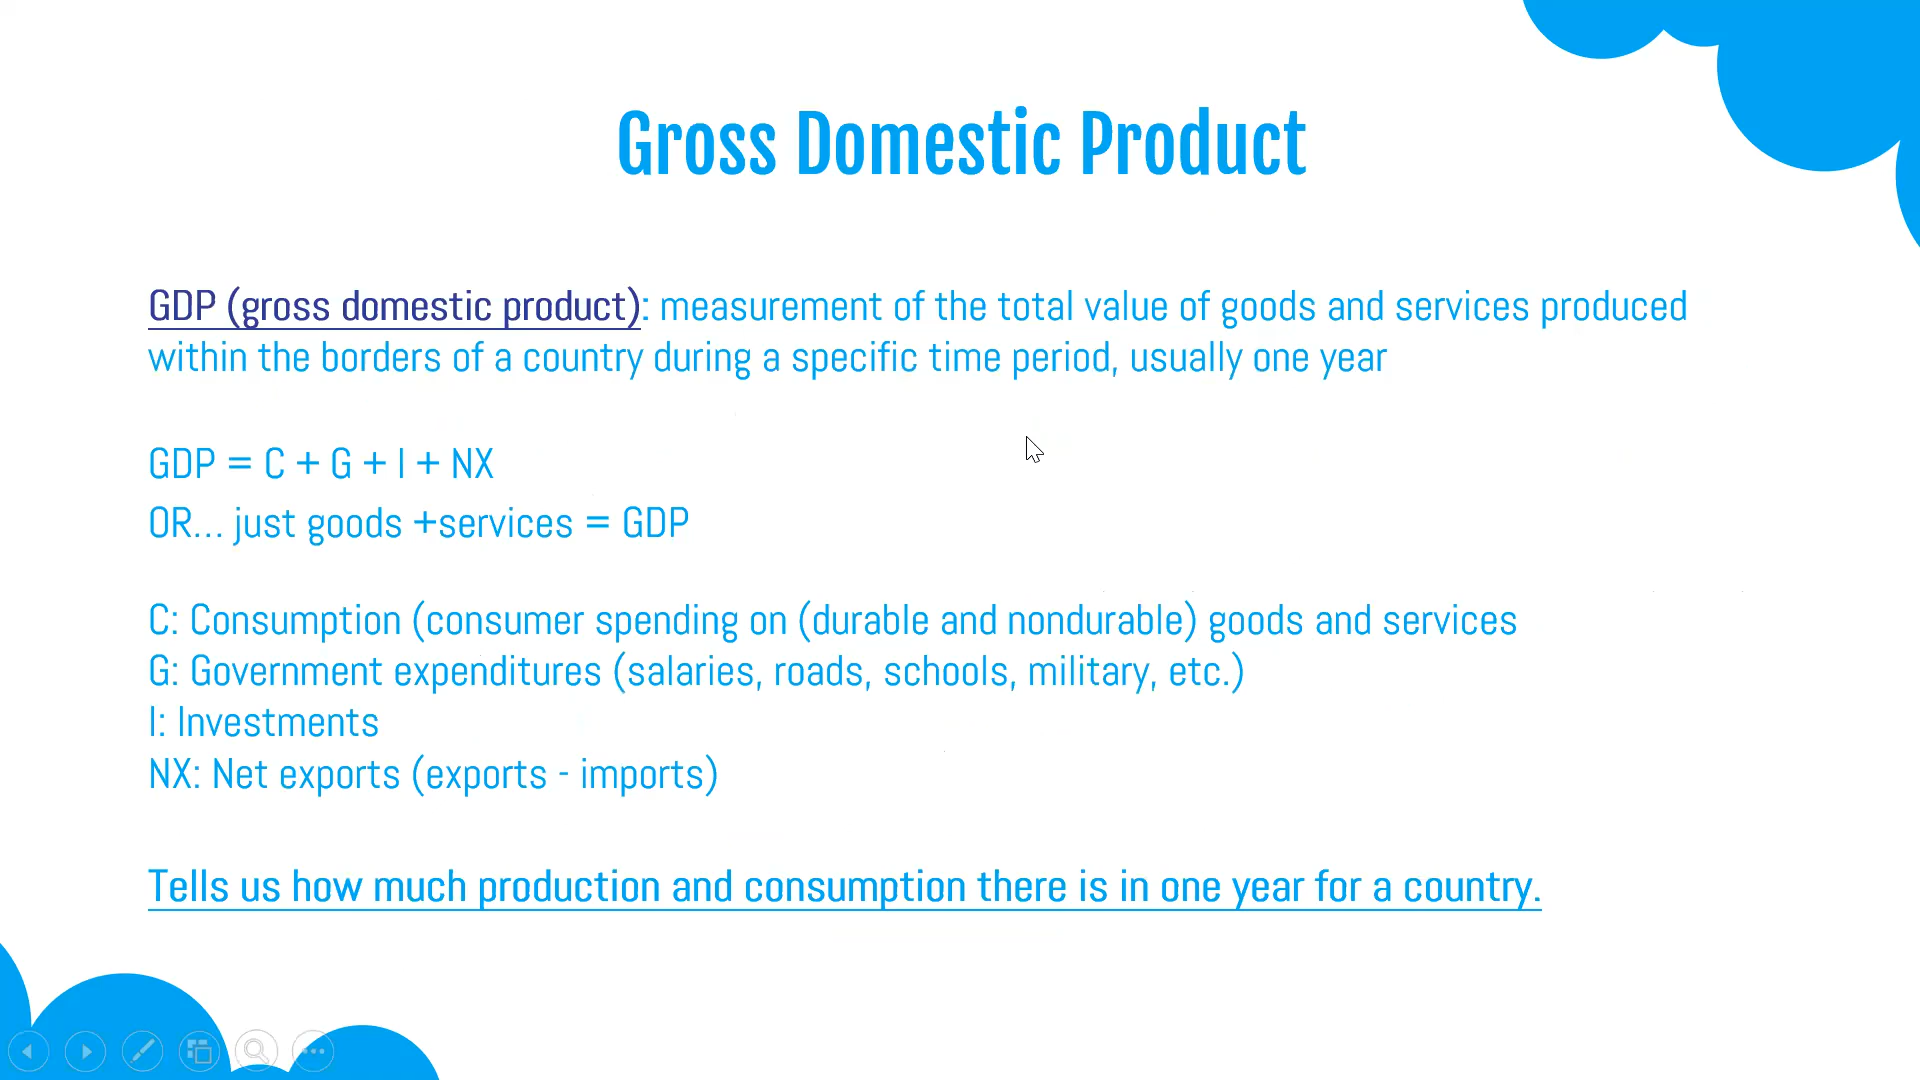 Gross Domestic Product
GDP (gross domestic product): measurement of the total value of goods and services produced
within the borders of a country during a specific time period, usually one year
GDP = C + G + I + NX
OR... just goods +services = GDP
C: Consumption (consumer spending on (durable and nondurable) goods and services
G: Government expenditures (salaries, roads, schools, military, etc.)
I: Investments
NX: Net exports (exports - imports)
Tells us how much production and consumption there is in one year for a country.